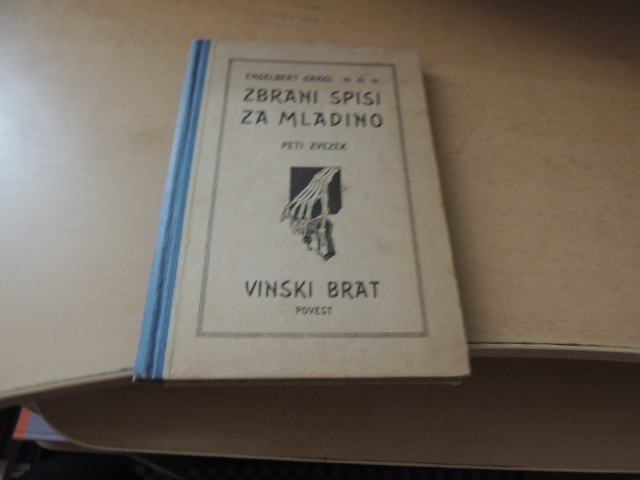 ENGELBERT GANGL
ZBRANI SPISI
ZA MLADINO
PETI ZVEZEK
VINSKI BRAT
POVEST